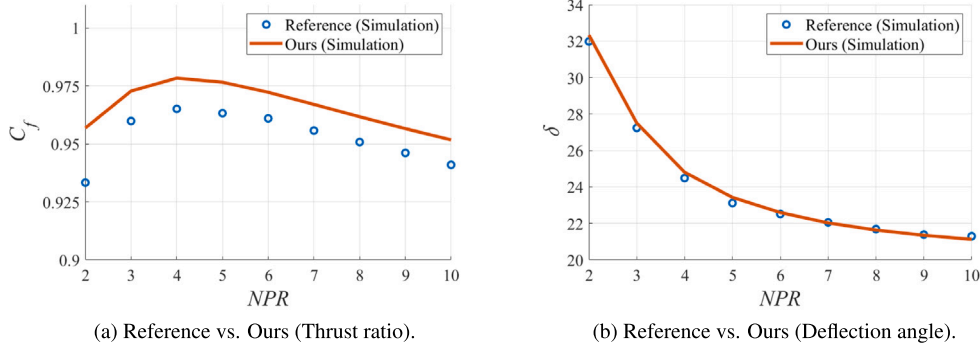 1
0.975
0.95
0.925
0.9
C_f
2 3 4 5 6 7 8 9 10
NPR
Reference (Simulation)
Ours (Simulation)
(a) Reference vs. Ours (Thrust ratio).
34
32
30
28
26
24
22
20
δ
2 3 4 5 6 7 8 9 10
NPR
Reference (Simulation)
Ours (Simulation)
(b) Reference vs. Ours (Deflection angle).